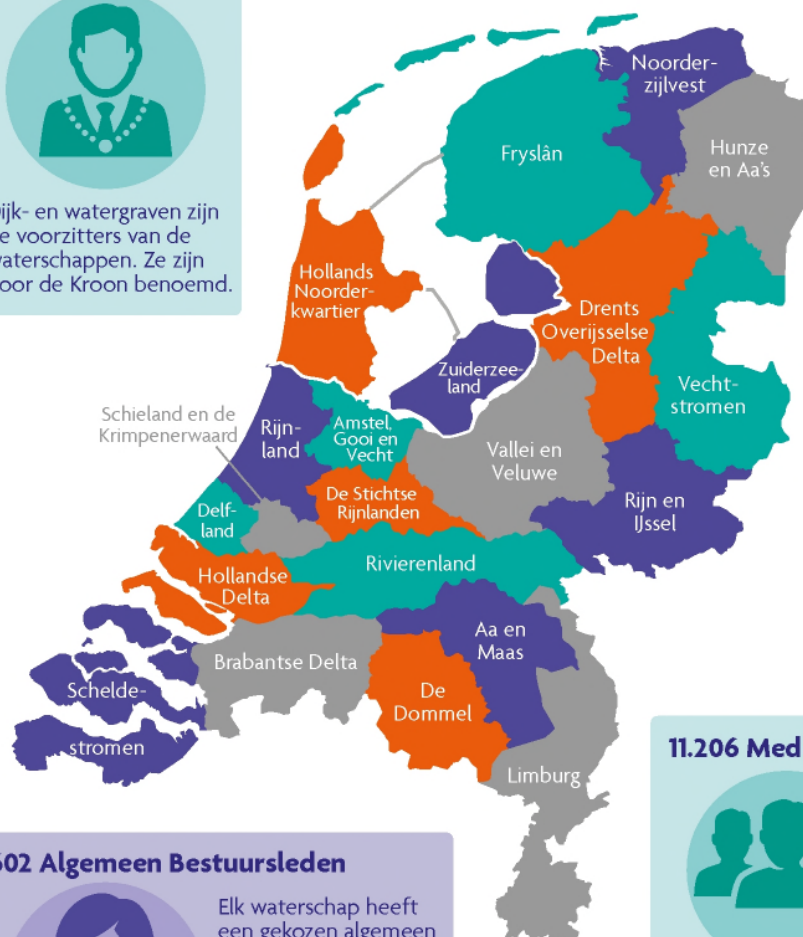 ijk- en watergraven zijn
e voorzitters van de
aterschappen. Ze zijn
oor de Kroon benoemd.
Noorder-
zijlvest
Fryslân
Hunze
en Aa's
Hollands
Noorder-
kwartier
Drents
Overijsselse
Delta
Zuiderzee-
land
Vecht-
stromen
Schieland en de
Krimpenerwaard
Rijn-
land
Amstel,
Gooi en
Vecht
Vallei en
Veluwe
De Stichtse
Rijnlanden
Rijn en
IJssel
Delf-
land
Rivierenland
Hollandse
Delta
Aa en
Maas
Brabantse Delta
Schelde-
stromen
De
Dommel
Limburg
11.206 Med
602 Algemeen Bestuursleden
Elk waterschap heeft
een gekozen algemeen